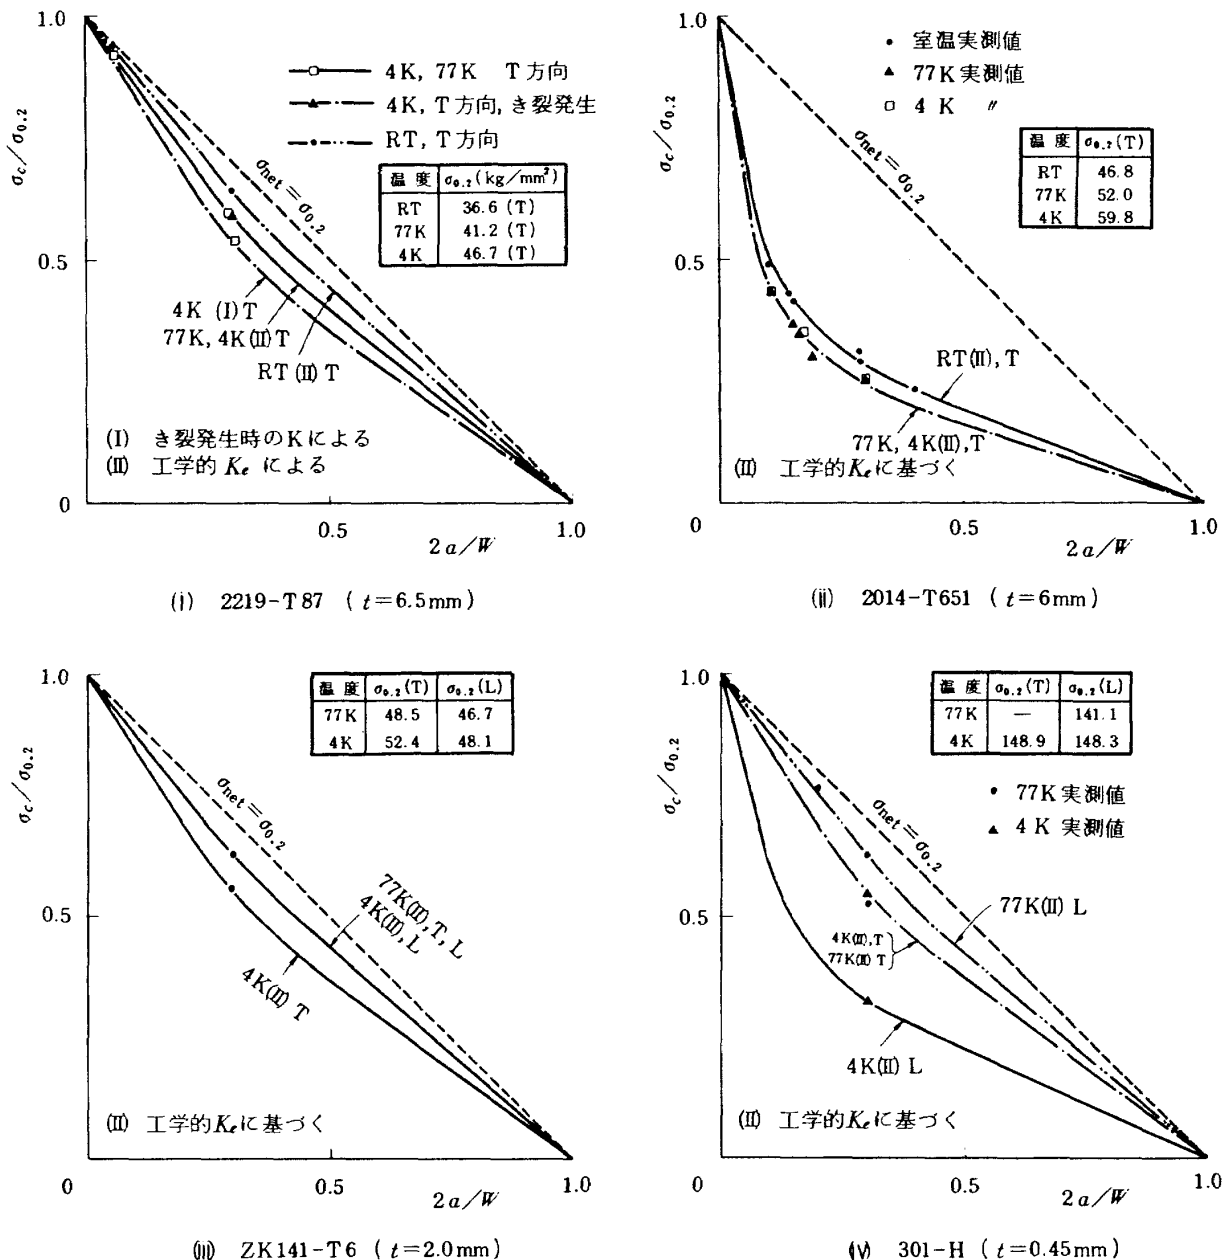 1.0
σc/σ0.2
0.5
0
0.5
1.0
2a/W
σnet=σ0.2
4K, 77K T方向
4K, T方向, き裂発生
RT, T方向
温度 σ0.2(kg/mm²)
RT 36.6 (T)
77K 41.2 (T)
4K 46.7 (T)
4K (I) T
77K, 4K(II) T
RT (II) T
(I) き裂発生時のKによる
(II) 工学的 Kc による
(i) 2219-T87 ( t=6.5mm)
1.0
σc/σ0.2
0.5
0
0.5
1.0
2a/W
σnet=σ0.2
室温実測値
77K実測値
4K 〃
温度 σ0.2(T)
RT 46.8
77K 52.0
4K 59.8
RT(II), T
77K, 4K(II), T
(II) 工学的Kcに基づく
(ii) 2014-T651 ( t=6mm)
1.0
σc/σ0.2
0.5
0
0.5
1.0
2a/W
σnet=σ0.2
温度 σ0.2(T) σ0.2(L)
77K 48.5 46.7
4K 52.4 48.1
77K(II), T, L
4K(II), L
4K(II) T
(II) 工学的Kcに基づく
(iii) ZK141-T6 ( t=2.0mm)
1.0
σc/σ0.2
0.5
0
0.5
1.0
2a/W
σnet=σ0.2
温度 σ0.2(T) σ0.2(L)
77K — 141.1
4K 148.9 148.3
77K実測値
4K 実測値
77K(II) L
4K(II), T
77K(II) T
4K(II) L
(II) 工学的Kcに基づく
(iv) 301-H ( t=0.45mm)